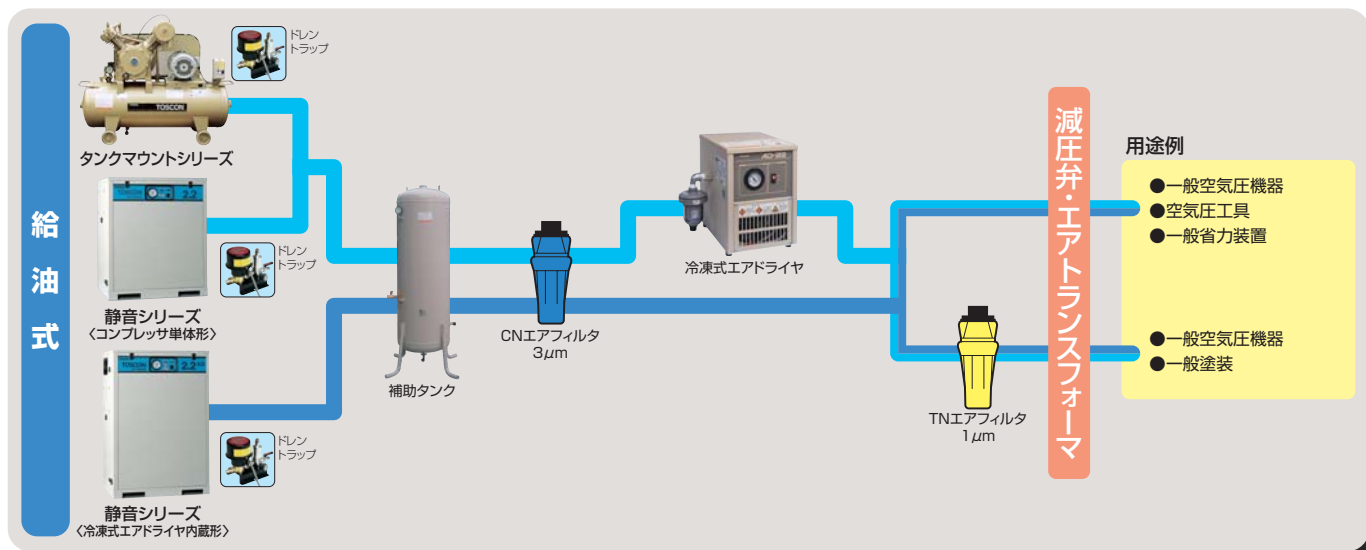 給油式
ドレン
トラップ
TOSCON
タンクマウントシリーズ
TOSCON
2.2
ドレン
トラップ
静音シリーズ
〈コンプレッサ単体形〉
TOSCON
2.2
ドレン
トラップ
静音シリーズ
〈冷凍式エアドライヤ内蔵形〉
補助タンク
CNエアフィルタ
3μm
冷凍式エアドライヤ
TNエアフィルタ
1μm
減圧弁・エアトランスフォーマ
用途例
●一般空気圧機器
●空気圧工具
●一般省力装置
●一般空気圧機器
●一般塗装